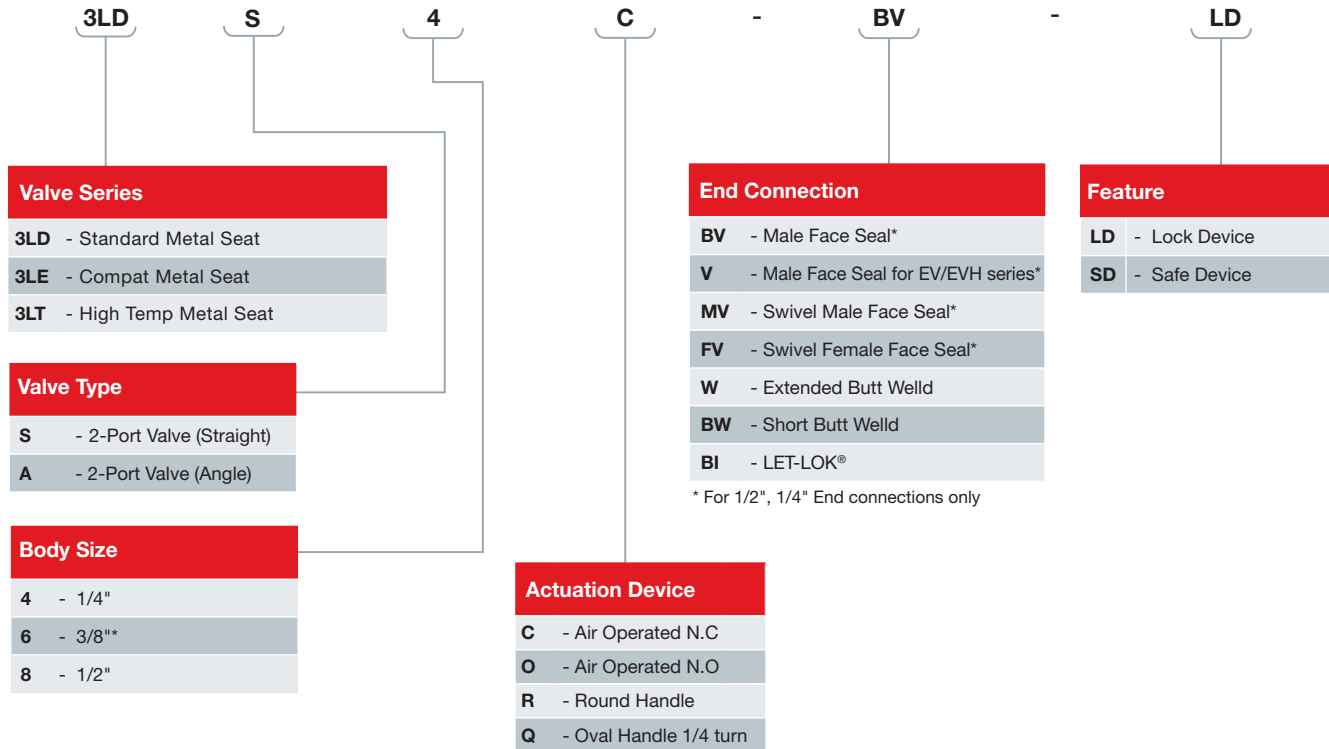 3LD S 4 C - BV - LD
Valve Series
3LD - Standard Metal Seat
3LE - Compat Metal Seat
3LT - High Temp Metal Seat
Valve Type
S - 2-Port Valve (Straight)
A - 2-Port Valve (Angle)
Body Size
4 - 1/4"
6 - 3/8"*
8 - 1/2"
Actuation Device
C - Air Operated N.C
O - Air Operated N.O
R - Round Handle
Q - Oval Handle 1/4 turn
End Connection
BV - Male Face Seal*
V - Male Face Seal for EV/EVH series*
MV - Swivel Male Face Seal*
FV - Swivel Female Face Seal*
W - Extended Butt Welld
BW - Short Butt Welld
BI - LET-LOK®
* For 1/2", 1/4" End connections only
Feature
LD - Lock Device
SD - Safe Device